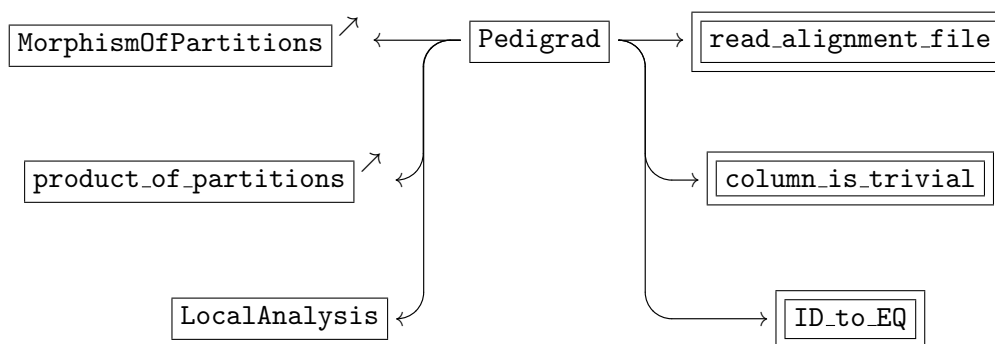 MorphismOfPartitions
Pedigrad
read_alignment_file
product_of_partitions
column_is_trivial
LocalAnalysis
ID_to_EQ